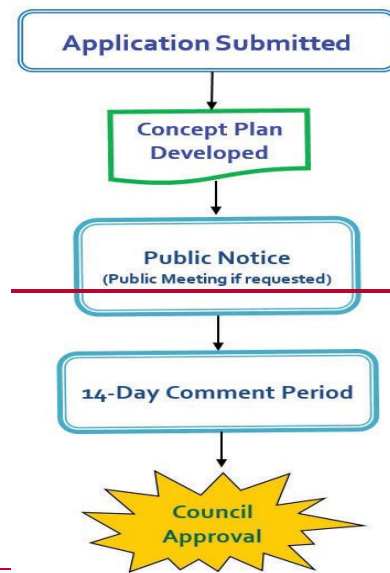 Application Submitted
Concept Plan
Developed
Public Notice
(Public Meeting if requested)
14-Day Comment Period
Council
Approval